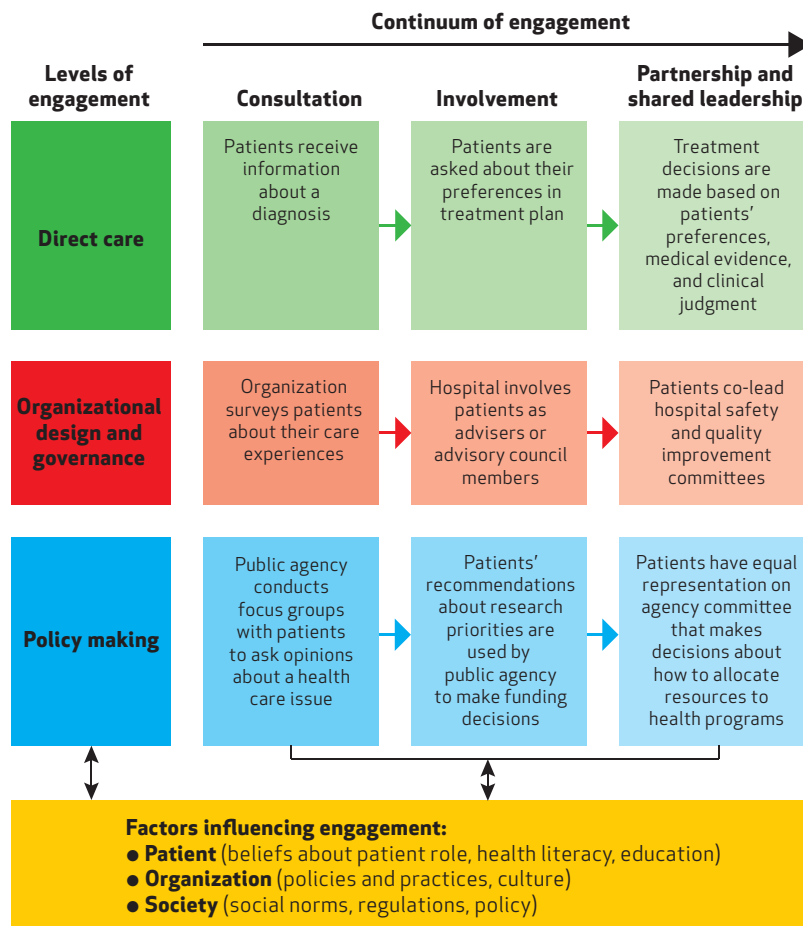 Continuum of engagement
Levels of
engagement
Consultation
Involvement
Partnership and
shared leadership
Direct care
Patients receive
information
about a
diagnosis
Patients are
asked about their
preferences in
treatment plan
Treatment
decisions are
made based on
patients’
preferences,
medical evidence,
and clinical
judgment
Organizational
design and
governance
Organization
surveys patients
about their care
experiences
Hospital involves
patients as
advisers or
advisory council
members
Patients co-lead
hospital safety
and quality
improvement
committees
Policy making
Public agency
conducts
focus groups
with patients
to ask opinions
about a health
care issue
Patients’
recommendations
about research
priorities are
used by
public agency
to make funding
decisions
Patients have equal
representation on
agency committee
that makes
decisions about
how to allocate
resources to
health programs
Factors influencing engagement:
● Patient (beliefs about patient role, health literacy, education)
● Organization (policies and practices, culture)
● Society (social norms, regulations, policy)